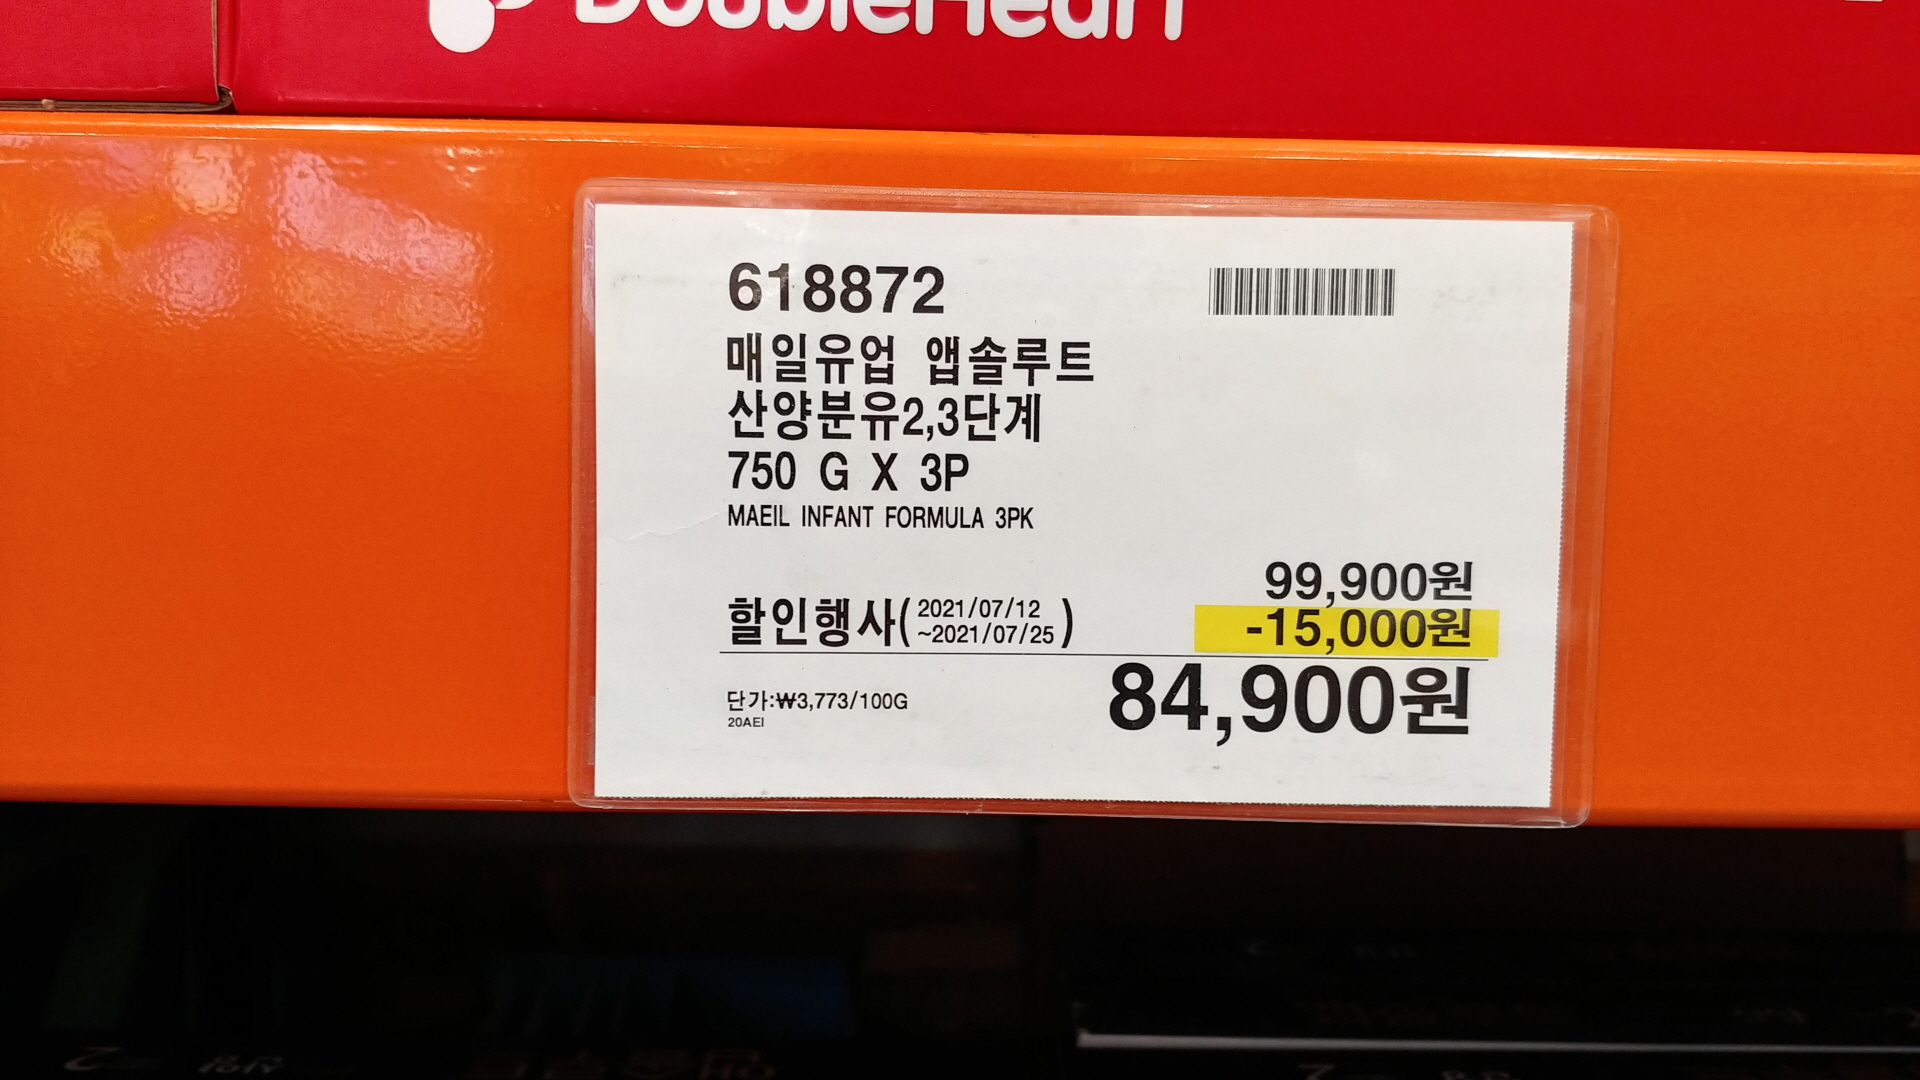 DoubleHeart
618872
매일유업 앱솔루트
산양분유2,3단계
750 G X 3P
MAEIL INFANT FORMULA 3PK
99,900원
할인행사( 2021/07/12
~2021/07/25 )
-15,000원
84,900원
단가:₩3,773/100G
20AEI